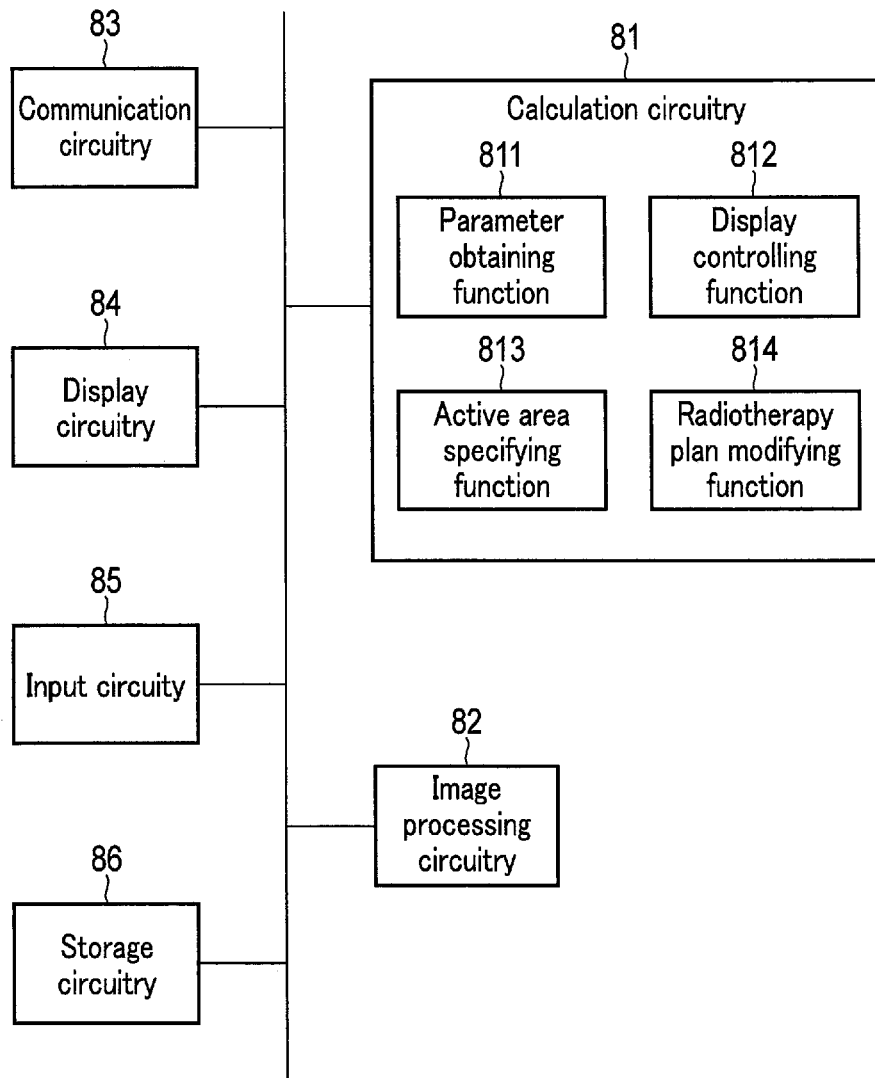 83
Communication
circuitry
84
Display
circuitry
85
Input circuity
86
Storage
circuitry
81
Calculation circuitry
811
Parameter
obtaining
function
812
Display
controlling
function
813
Active area
specifying
function
814
Radiotherapy
plan modifying
function
82
Image
processing
circuitry